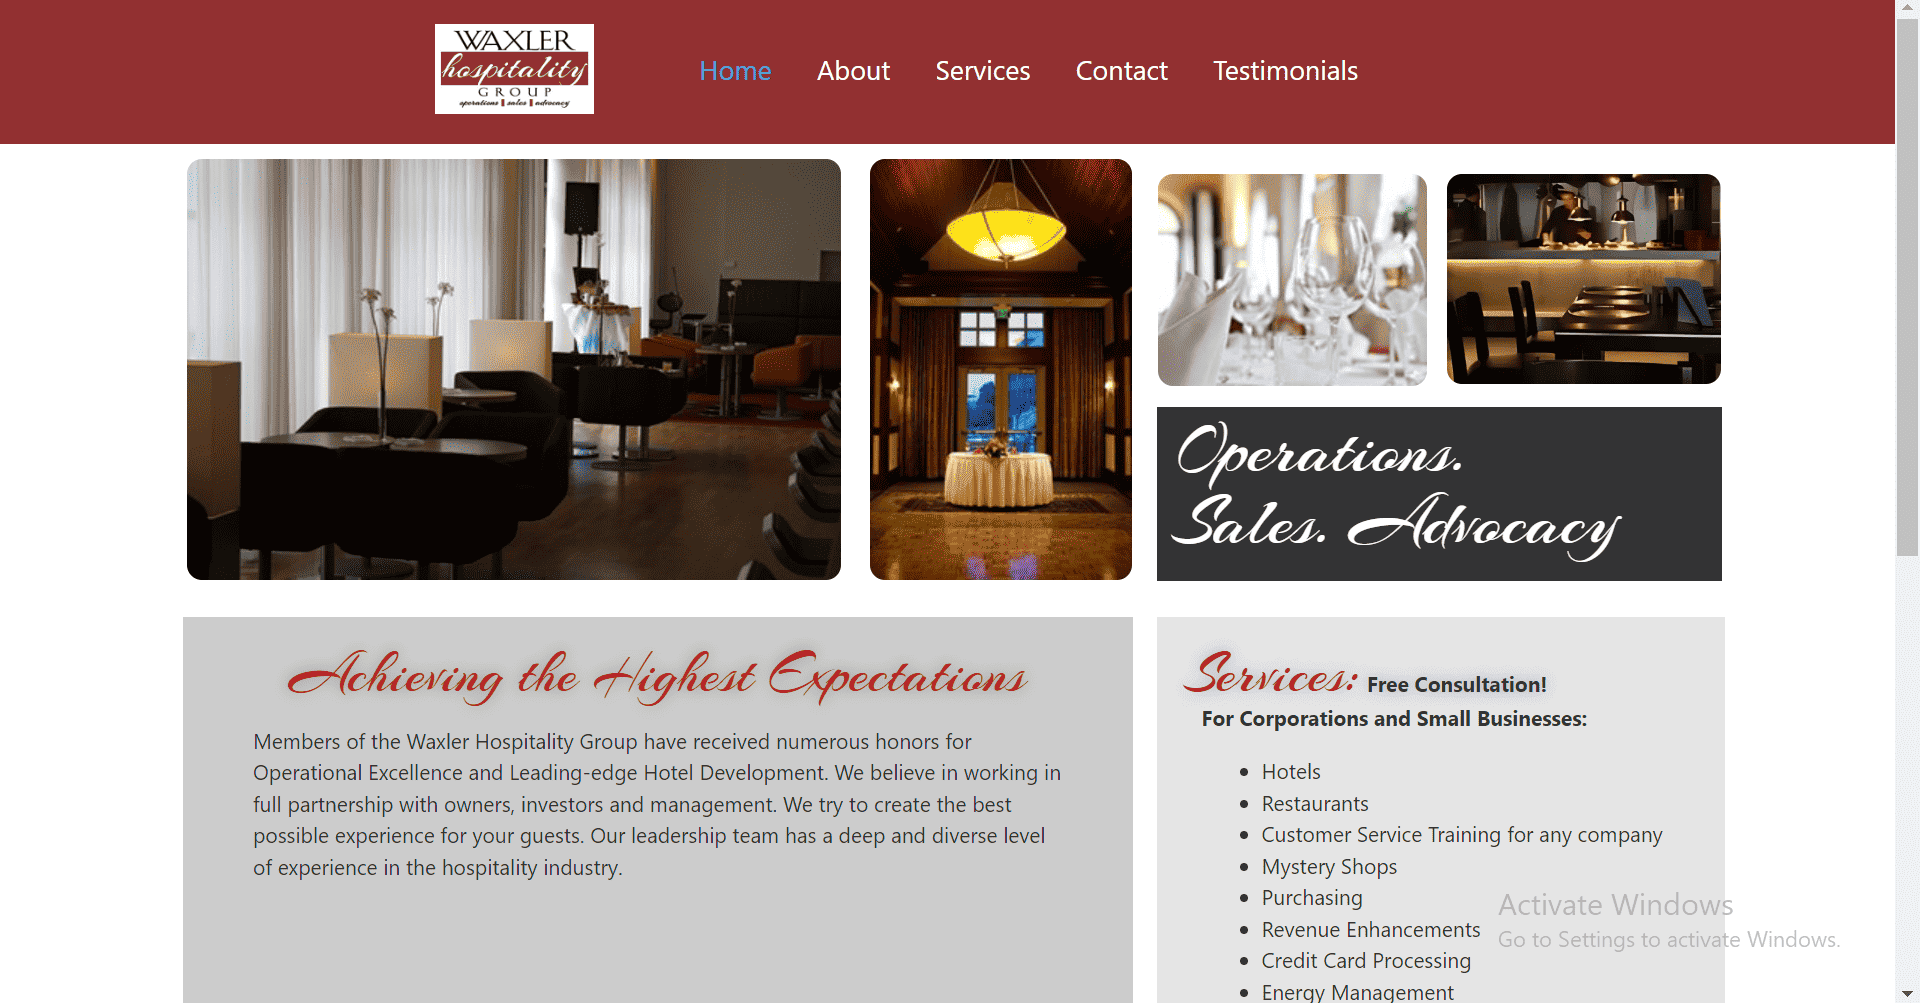 WAXLER
hospitality
GROUP
operations | sales | advocacy
Home About Services Contact Testimonials
Operations.
Sales. Advocacy
Achieving the Highest Expectations
Members of the Waxler Hospitality Group have received numerous honors for
Operational Excellence and Leading-edge Hotel Development. We believe in working in
full partnership with owners, investors and management. We try to create the best
possible experience for your guests. Our leadership team has a deep and diverse level
of experience in the hospitality industry.
Services: Free Consultation!
For Corporations and Small Businesses:
Hotels
Restaurants
Customer Service Training for any company
Mystery Shops
Purchasing
Revenue Enhancements
Credit Card Processing
Energy Management
Activate Windows
Go to Settings to activate Windows.